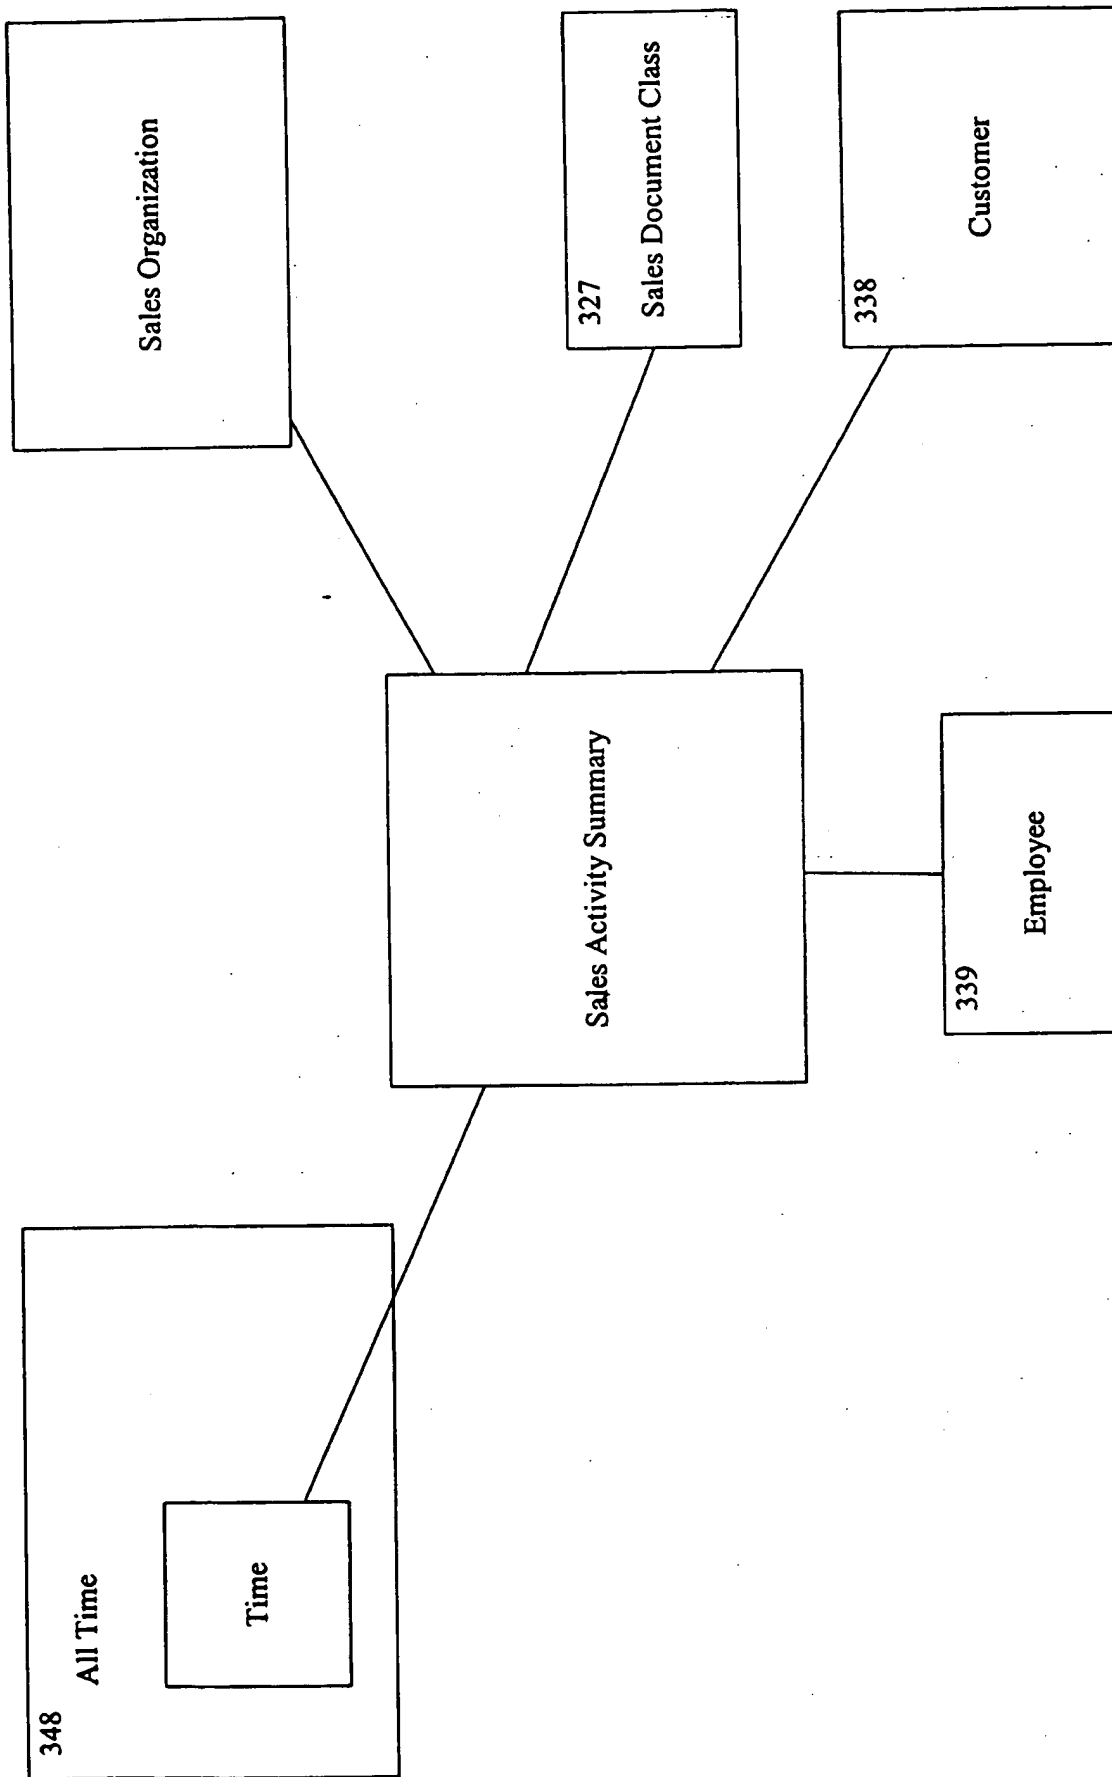 348
All Time
Time
Sales Activity Summary
Sales Organization
327
Sales Document Class
338
Customer
339
Employee